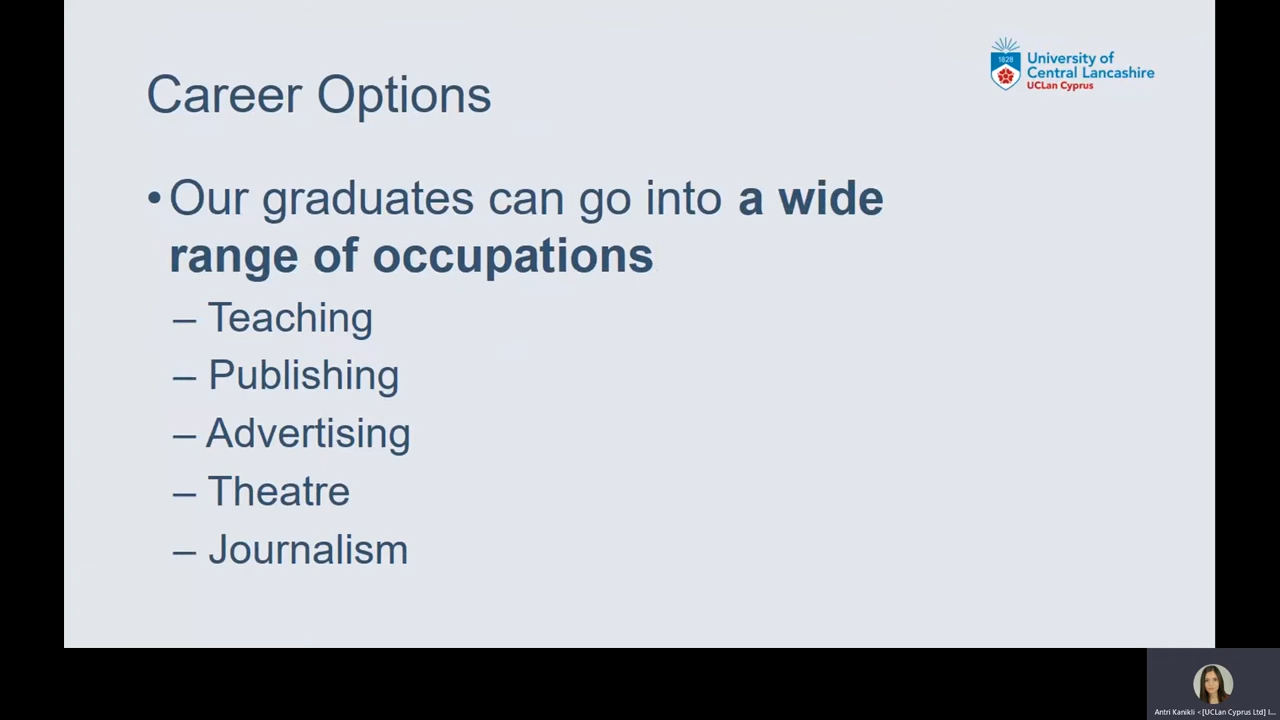 Career Options
1828
University of
Central Lancashire
UCLan Cyprus
• Our graduates can go into a wide
range of occupations
– Teaching
– Publishing
– Advertising
– Theatre
– Journalism
Antri Kanikli <[UCLan Cyprus Ltd] I...